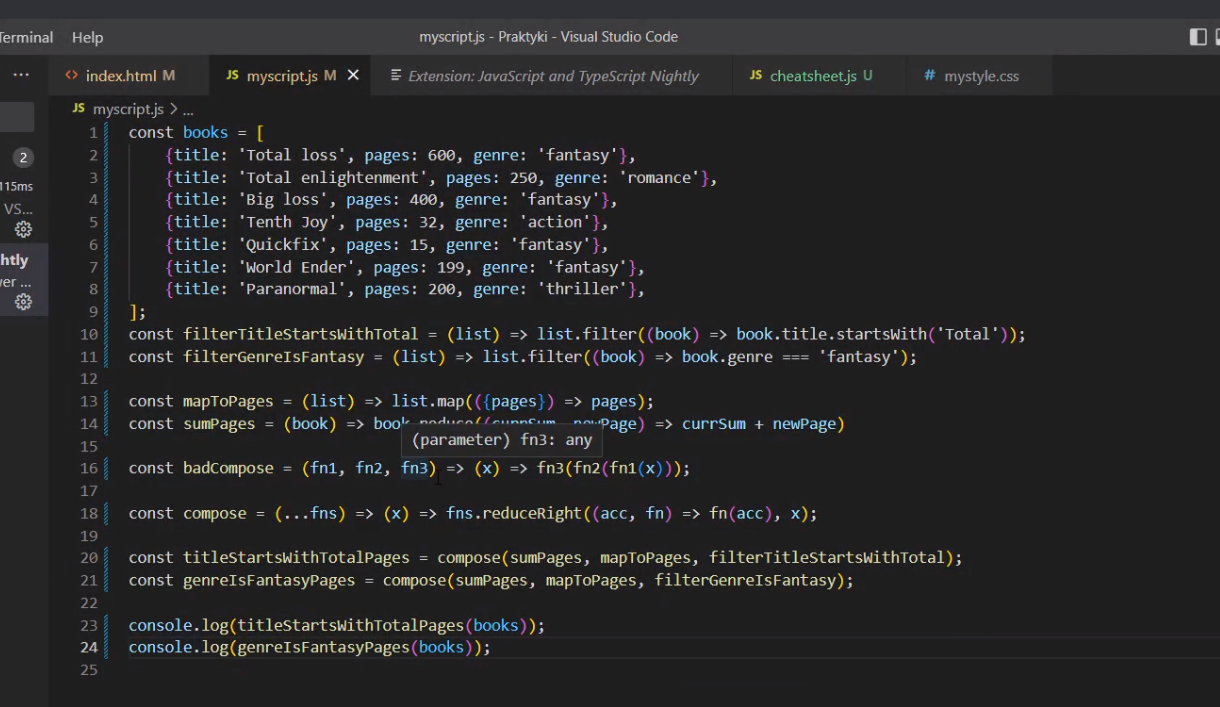 Terminal Help myscript.js - Praktyki - Visual Studio Code
... <> index.html M JS myscript.js M × Extension: JavaScript and TypeScript Nightly JS cheatsheet.js U # mystyle.css
JS myscript.js > ...
1 const books = [
2 {title: 'Total loss', pages: 600, genre: 'fantasy'},
3 {title: 'Total enlightenment', pages: 250, genre: 'romance'},
4 {title: 'Big loss', pages: 400, genre: 'fantasy'},
5 {title: 'Tenth Joy', pages: 32, genre: 'action'},
6 {title: 'Quickfix', pages: 15, genre: 'fantasy'},
7 {title: 'World Ender', pages: 199, genre: 'fantasy'},
8 {title: 'Paranormal', pages: 200, genre: 'thriller'},
9 ];
10 const filterTitleStartsWithTotal = (list) => list.filter((book) => book.title.startsWith('Total'));
11 const filterGenreIsFantasy = (list) => list.filter((book) => book.genre === 'fantasy');
12
13 const mapToPages = (list) => list.map(({pages}) => pages);
14 const sumPages = (book) => book.reduce((currSum, newPage) => currSum + newPage)
(parameter) fn3: any
15
16 const badCompose = (fn1, fn2, fn3) => (x) => fn3(fn2(fn1(x)));
17
18 const compose = (...fns) => (x) => fns.reduceRight((acc, fn) => fn(acc), x);
19
20 const titleStartsWithTotalPages = compose(sumPages, mapToPages, filterTitleStartsWithTotal);
21 const genreIsFantasyPages = compose(sumPages, mapToPages, filterGenreIsFantasy);
22
23 console.log(titleStartsWithTotalPages(books));
24 console.log(genreIsFantasyPages(books));
25
2
115ms
VS...
htly
er ...